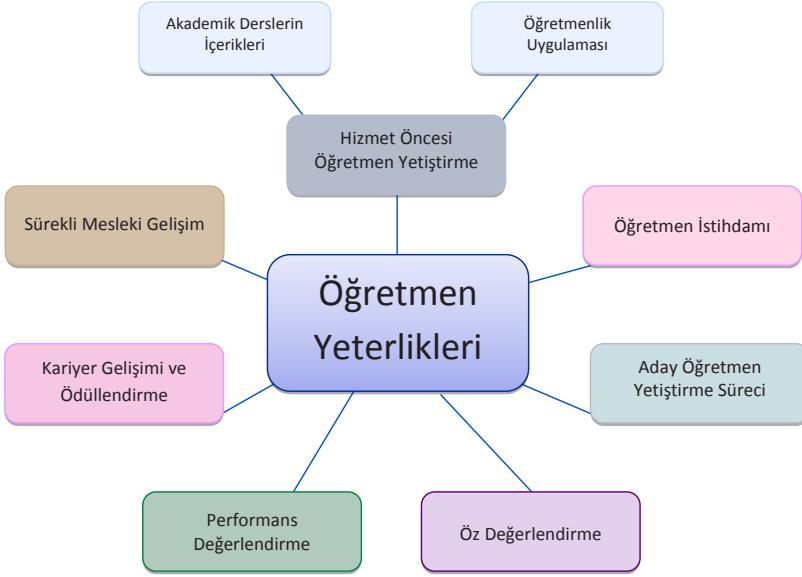 Akademik Derslerin
İçerikleri
Öğretmenlik
Uygulaması
Hizmet Öncesi
Öğretmen Yetiştirme
Sürekli Mesleki Gelişim
Öğretmen İstihdamı
Öğretmen
Yeterlikleri
Kariyer Gelişimi ve
Ödüllendirme
Aday Öğretmen
Yetiştirme Süreci
Performans
Değerlendirme
Öz Değerlendirme